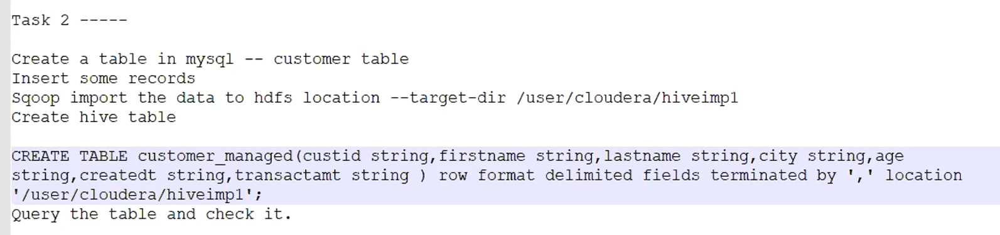 Task 2 -----
Create a table in mysql -- customer table
Insert some records
Sqoop import the data to hdfs location --target-dir /user/cloudera/hiveimp1
Create hive table
CREATE TABLE customer_managed(custid string,firstname string,lastname string,city string,age
string,createdt string,transactamt string ) row format delimited fields terminated by ',' location
'/user/cloudera/hiveimp1';
Query the table and check it.